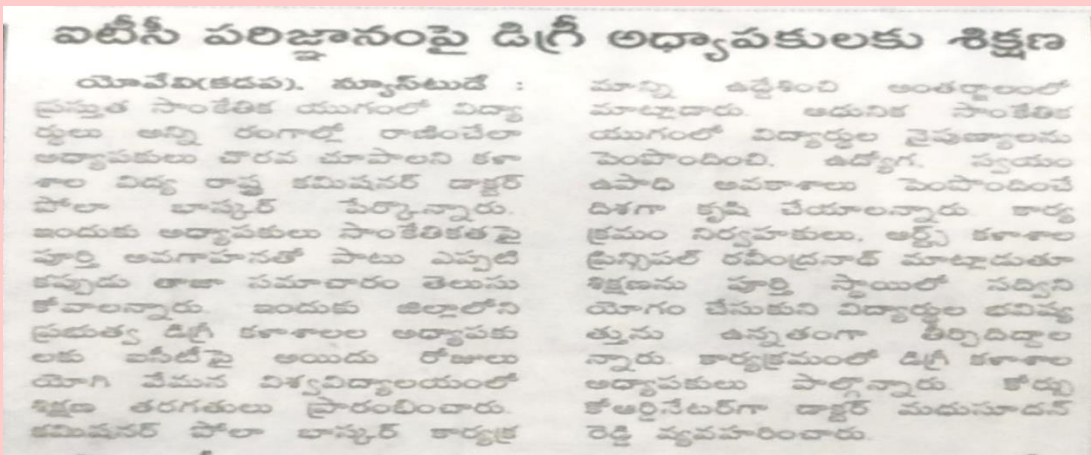 ఐటీసీ పరిజ్ఞానంపై డిగ్రీ అధ్యాపకులకు శిక్షణ
యోవేవి(కడప), న్యూస్‌టుడే :
ప్రస్తుత సాంకేతిక యుగంలో విద్యా
ర్థులు అన్ని రంగాల్లో రాణించేలా
అధ్యాపకులు చొరవ చూపాలని కళా
శాల విద్య రాష్ట్ర కమిషనర్ డాక్టర్
పోలా భాస్కర్ పేర్కొన్నారు.
ఇందుకు అధ్యాపకులు సాంకేతికతపై
పూర్తి అవగాహనతో పాటు ఎప్పటి
కప్పుడు తాజా సమాచారం తెలుసు
కోవాలన్నారు. ఇందుకు జిల్లాలోని
ప్రభుత్వ డిగ్రీ కళాశాలల అధ్యాపకు
లకు ఐసీటీపై అయిదు రోజులు
యోగి వేమన విశ్వవిద్యాలయంలో
శిక్షణ తరగతులు ప్రారంభించారు.
కమిషనర్ పోలా భాస్కర్ కార్యక్ర
మాన్ని ఉద్దేశించి అంతర్జాలంలో
మాట్లాడారు. ఆధునిక సాంకేతిక
యుగంలో విద్యార్థుల నైపుణ్యాలను
పెంపొందించి, ఉద్యోగ, స్వయం
ఉపాధి అవకాశాలు పెంపొందించే
దిశగా కృషి చేయాలన్నారు. కార్య
క్రమం నిర్వహకులు, ఆర్ట్స్ కళాశాల
ప్రిన్సిపల్ రవీంద్రనాథ్ మాట్లాడుతూ
శిక్షణను పూర్తి స్థాయిలో సద్విని
యోగం చేసుకుని విద్యార్థుల భవిష్య
త్తును ఉన్నతంగా తీర్చిదిద్దాల
న్నారు. కార్యక్రమంలో డిగ్రీ కళాశాల
అధ్యాపకులు పాల్గొన్నారు. కోర్సు
కోఆర్డినేటర్‌గా డాక్టర్ మధుసూదన్
రెడ్డి వ్యవహరించారు.